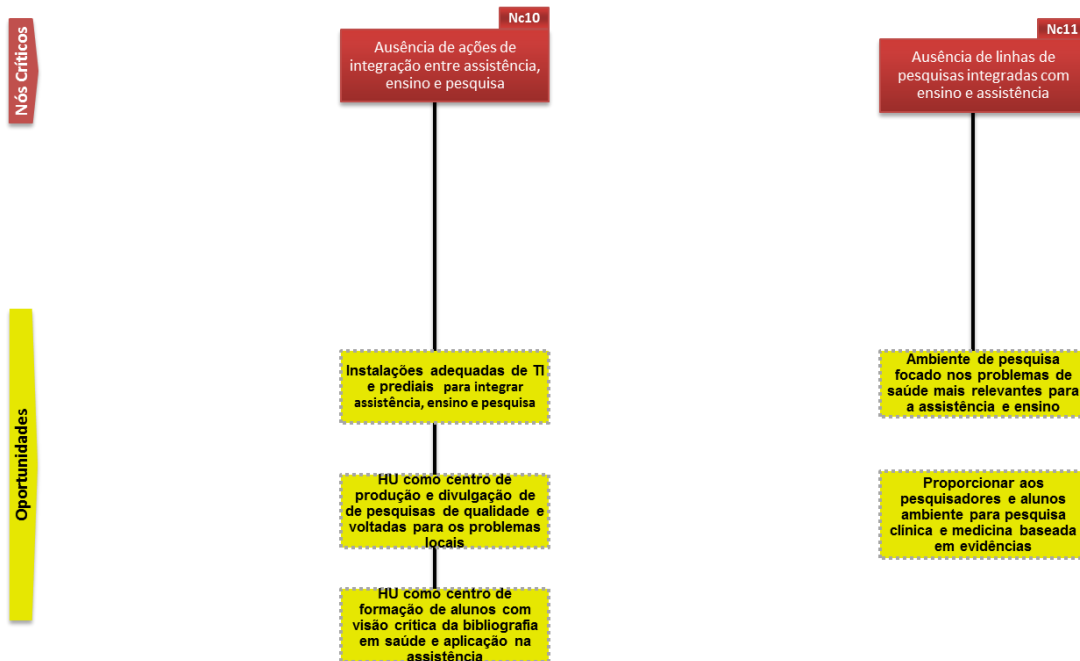 Nós Críticos
Nc10
Ausência de ações de
integração entre assistência,
ensino e pesquisa
Nc11
Ausência de linhas de
pesquisas integradas com
ensino e assistência
Oportunidades
Instalações adequadas de TI
e prediais para integrar
assistência, ensino e pesquisa
HU como centro de
produção e divulgação de
de pesquisas de qualidade e
voltadas para os problemas
locais
HU como centro de
formação de alunos com
visão crítica da bibliografia
em saúde e aplicação na
assistência
Ambiente de pesquisa
focado nos problemas de
saúde mais relevantes para
a assistência e ensino
Proporcionar aos
pesquisadores e alunos
ambiente para pesquisa
clínica e medicina baseada
em evidências